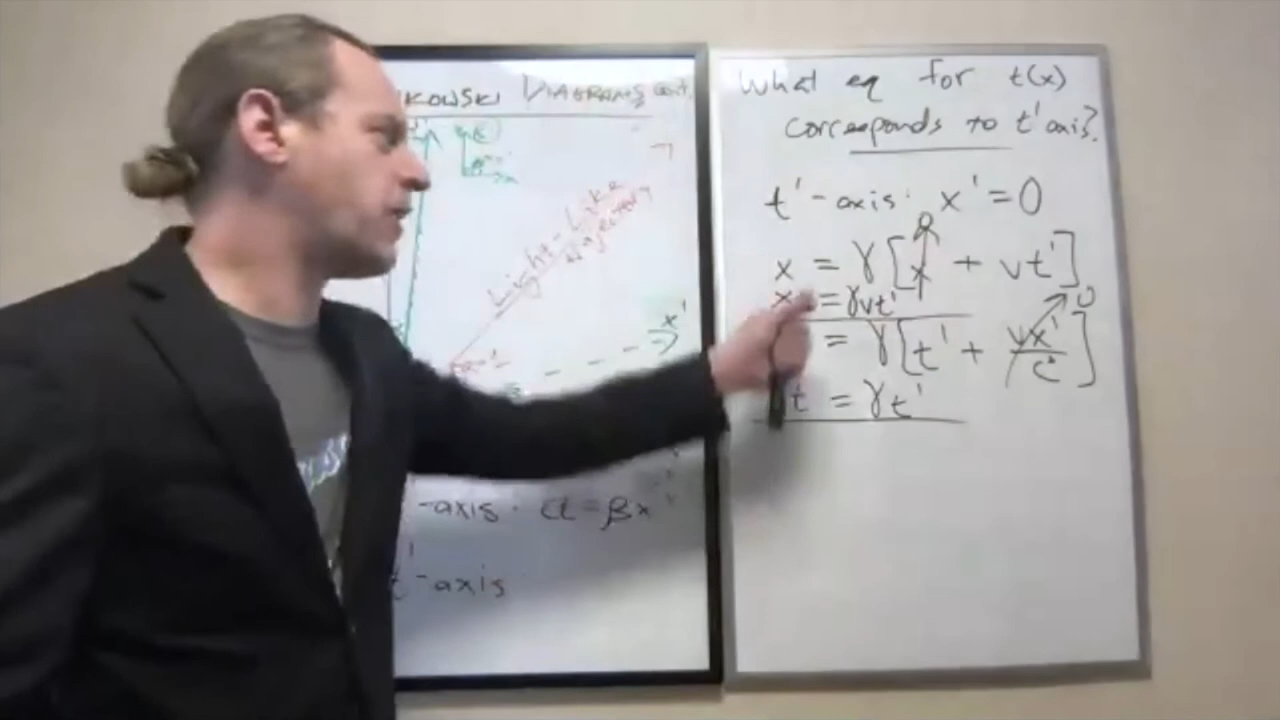 DIAGRAMS cont.
Light-Like
Trajectory
x'
-axis. ct = βx
t'-axis
What eq for t(x)
corresponds to t' axis?
t'-axis: x' = 0
x = γ[x + vt']
0
x = γvt'
= γ[t' + vx'/c²]
0
t = γt'